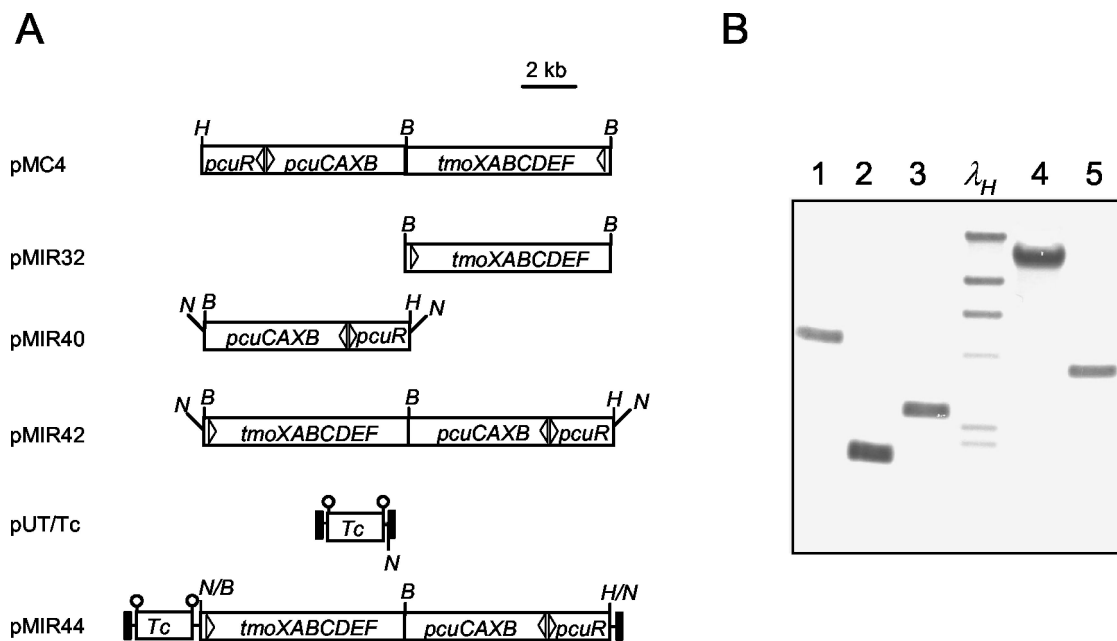 A
B
2 kb
H B B
pMC4 pcuR pcuCAXB tmoXABCDEF
B B
pMIR32 tmoXABCDEF
N B H N
pMIR40 pcuCAXB pcuR
N B B H N
pMIR42 tmoXABCDEF pcuCAXB pcuR
pUT/Tc Tc
N
N/B B H/N
pMIR44 Tc tmoXABCDEF pcuCAXB pcuR
1 2 3 λH 4 5